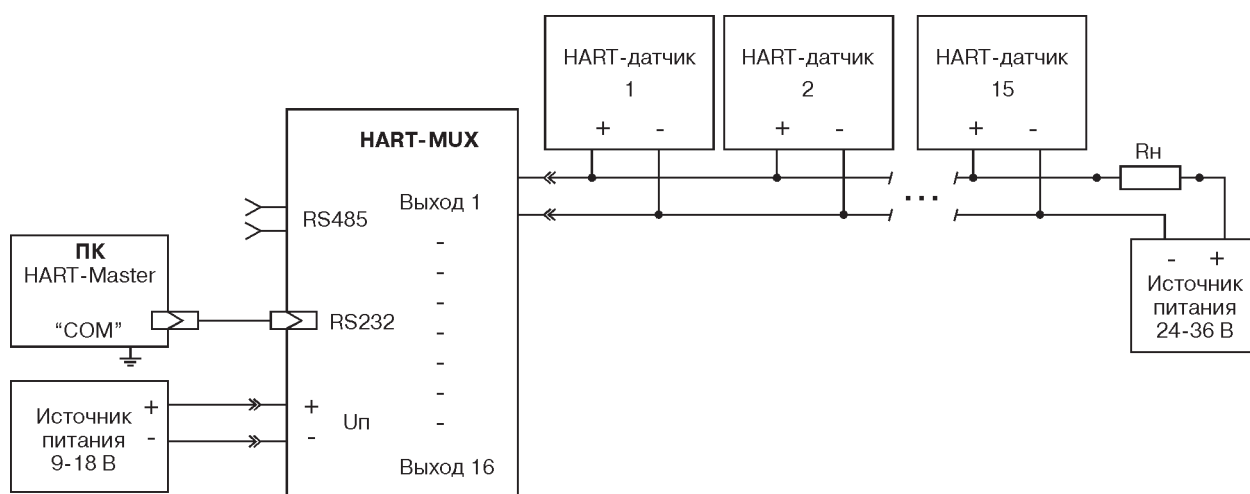 HART-датчик
1
+ -
HART-датчик
2
+ -
HART-датчик
15
+ -
...
Rн
- +
Источник
питания
24-36 В
HART-MUX
Выход 1
-
-
-
-
-
-
-
Выход 16
RS485
RS232
+
-
Uп
ПК
HART-Master
“COM”
Источник
питания
9-18 В
+
-